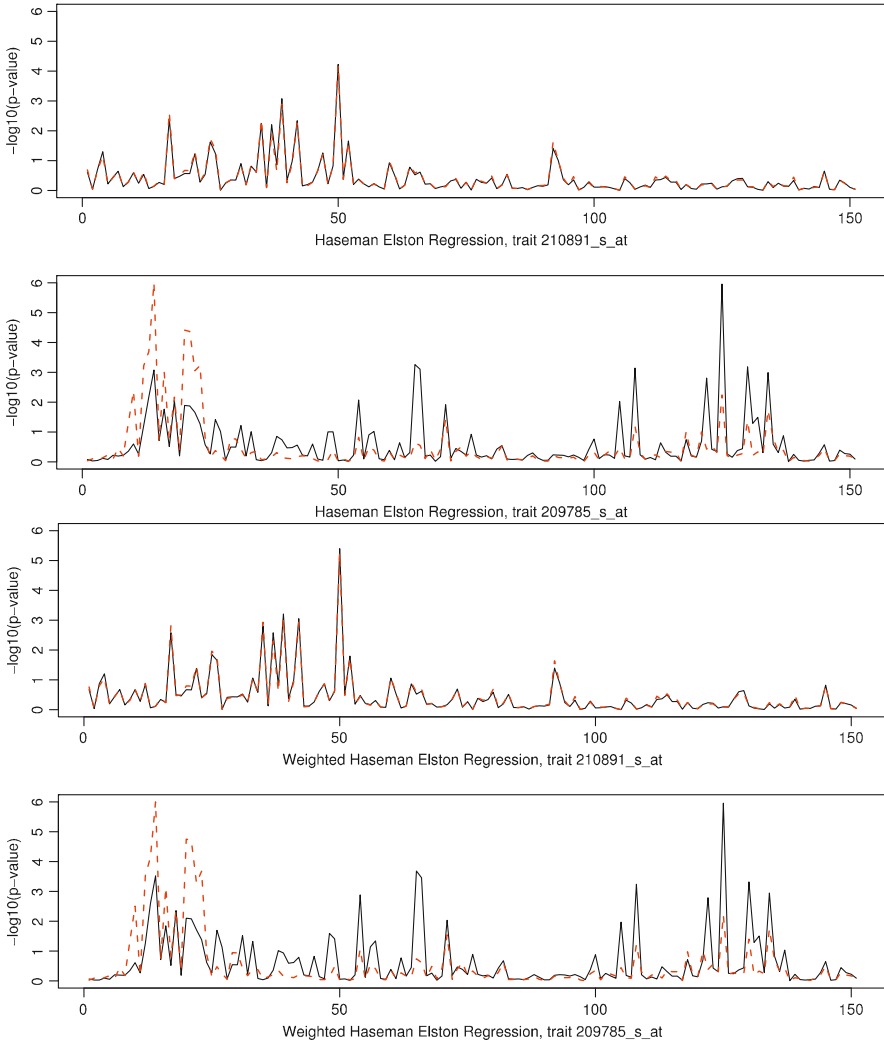 6
5
4
3
2
1
0
−log10(p−value)
0 50 100 150
Haseman Elston Regression, trait 210891_s_at
6
5
4
3
2
1
0
−log10(p−value)
0 50 100 150
Haseman Elston Regression, trait 209785_s_at
6
5
4
3
2
1
0
−log10(p−value)
0 50 100 150
Weighted Haseman Elston Regression, trait 210891_s_at
6
5
4
3
2
1
0
−log10(p−value)
0 50 100 150
Weighted Haseman Elston Regression, trait 209785_s_at